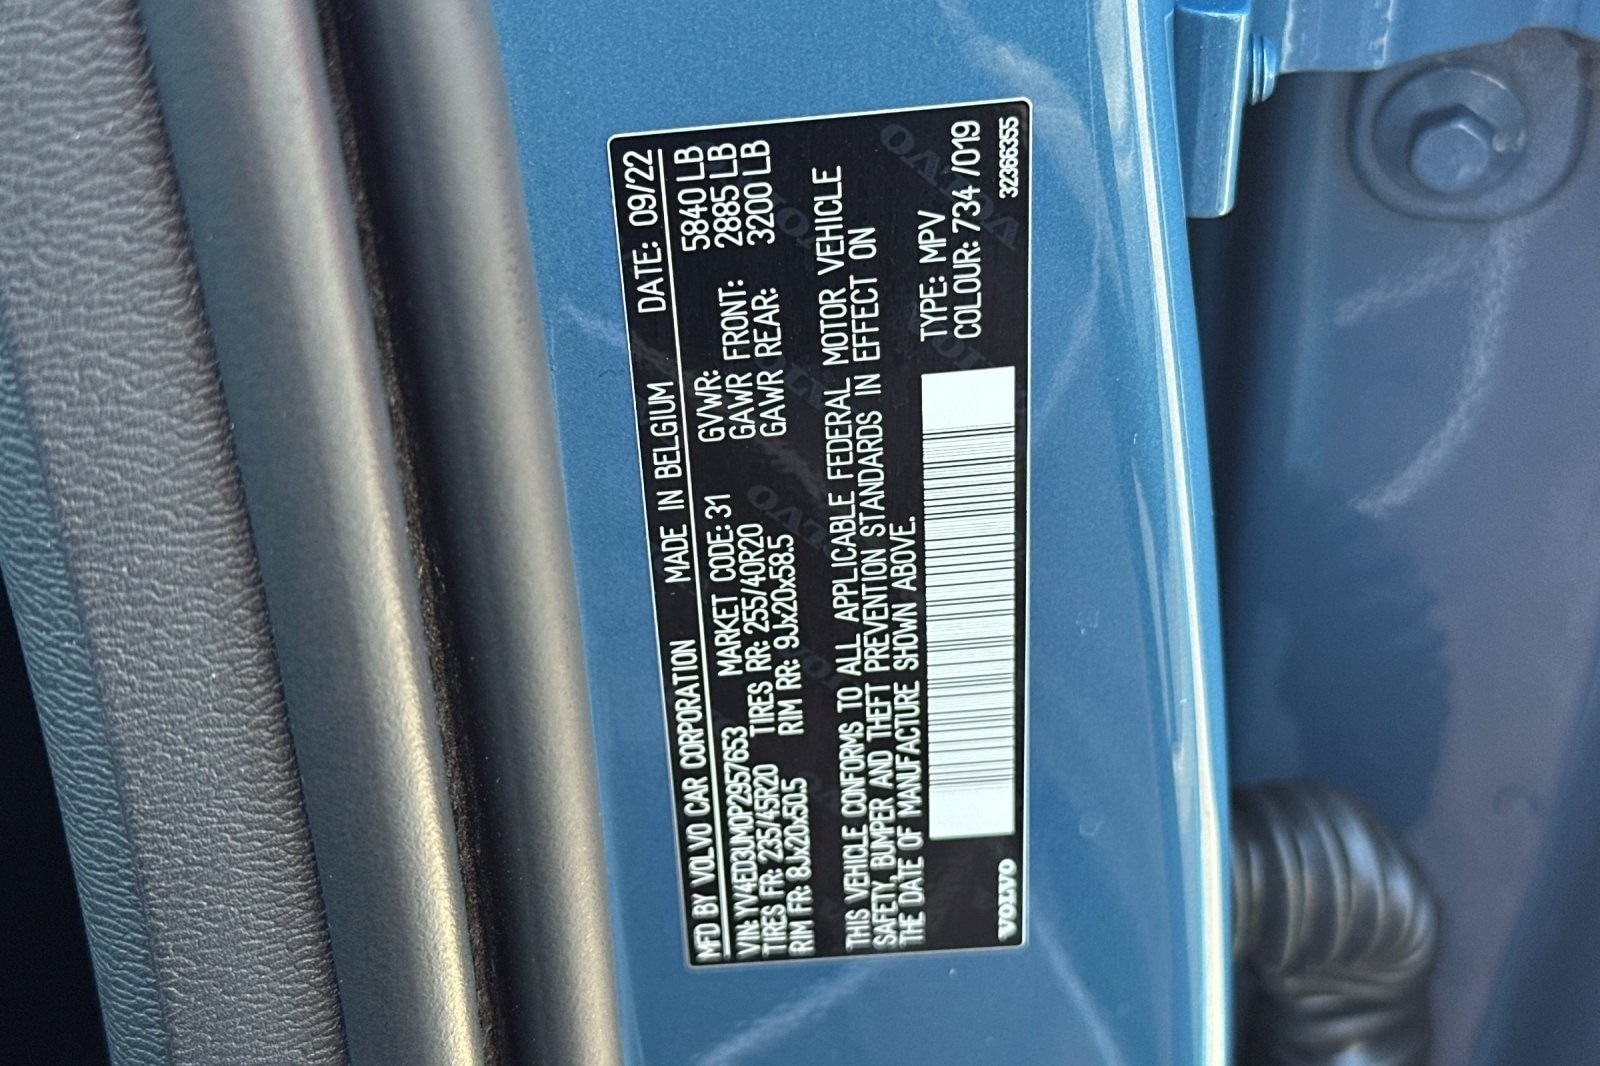 MFD BY VOLVO CAR CORPORATION MADE IN BELGIUM DATE: 09/22
VIN: YV4ED3UM0P2957653 MARKET CODE: 31 GVWR: 5840 LB
TIRES FR: 235/45R20 TIRES RR: 255/40R20 GAWR FRONT: 2885 LB
RIM FR: 8Jx20x50.5 RIM RR: 9Jx20x58.5 GAWR REAR: 3200 LB
THIS VEHICLE CONFORMS TO ALL APPLICABLE FEDERAL MOTOR VEHICLE
SAFETY, BUMPER AND THEFT PREVENTION STANDARDS IN EFFECT ON
THE DATE OF MANUFACTURE SHOWN ABOVE.
TYPE: MPV
COLOUR: 734 /019
VOLVO 32366355